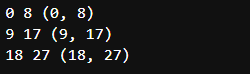 0 8 (0, 8)
9 17 (9, 17)
18 27 (18, 27)